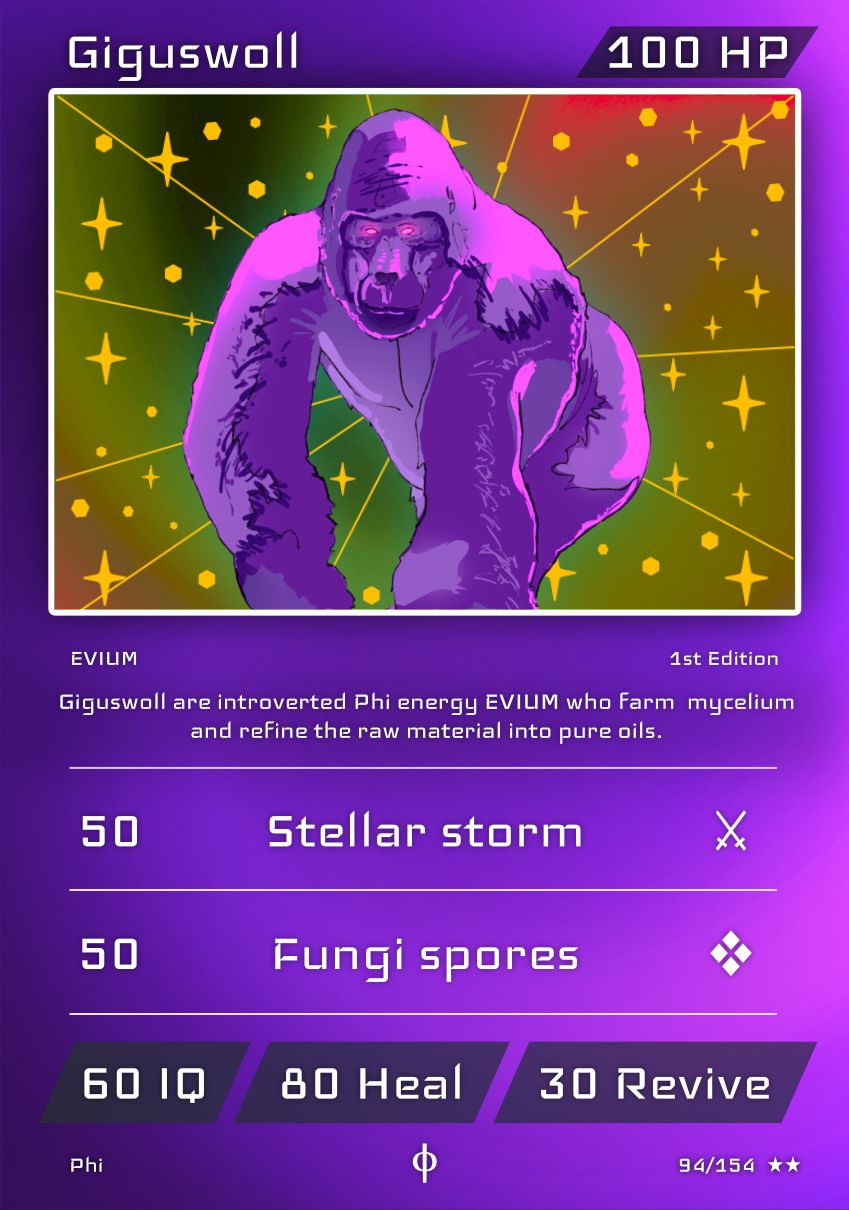 Giguswoll
100 HP
EVIUM
1st Edition
Giguswoll are introverted Phi energy EVIUM who farm mycelium
and refine the raw material into pure oils.
50 Stellar storm
50 Fungi spores
60 IQ 80 Heal 30 Revive
Phi ϕ 94/154 ★★